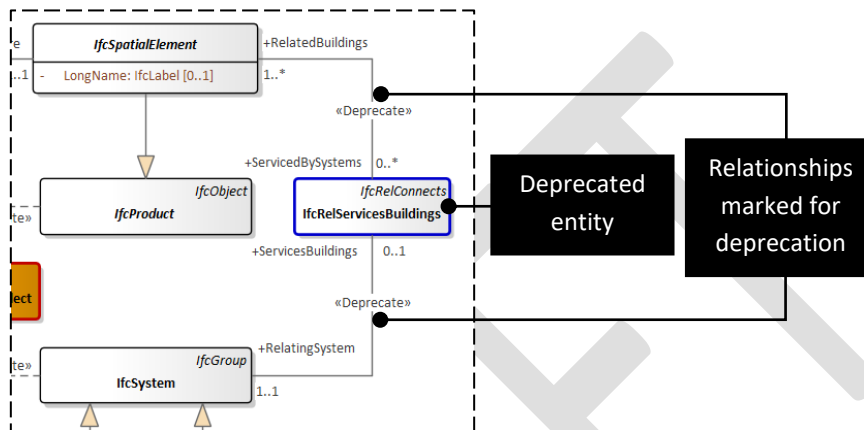 e
IfcSpatialElement
+RelatedBuildings
..1
- LongName: IfcLabel [0..1]
1..*
«Deprecate»
+ServicedBySystems 0..*
IfcObject
IfcProduct
te»
IfcRelConnects
IfcRelServicesBuildings
Deprecated
entity
Relationships
marked for
deprecation
+ServicesBuildings 0..1
ect
«Deprecate»
+RelatingSystem
IfcGroup
IfcSystem
te»
1..1